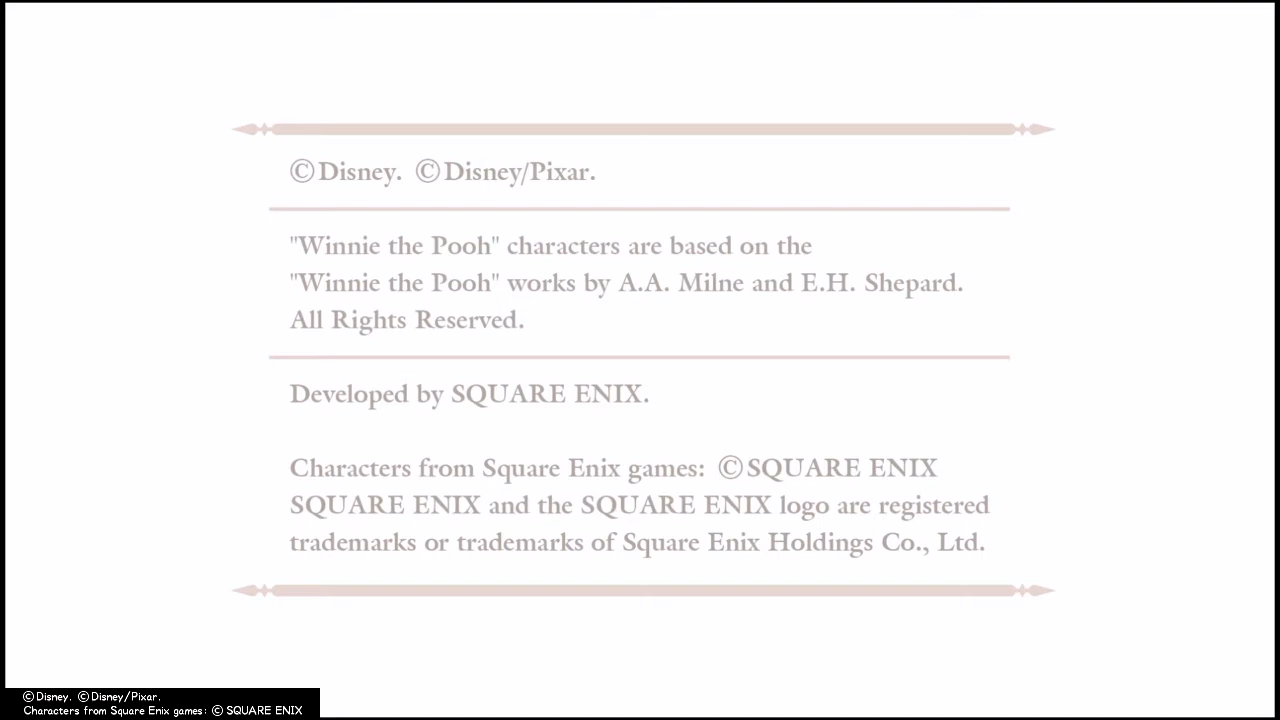 ©Disney. ©Disney/Pixar.
"Winnie the Pooh" characters are based on the
"Winnie the Pooh" works by A.A. Milne and E.H. Shepard.
All Rights Reserved.
Developed by SQUARE ENIX.
Characters from Square Enix games: ©SQUARE ENIX
SQUARE ENIX and the SQUARE ENIX logo are registered
trademarks or trademarks of Square Enix Holdings Co., Ltd.
©Disney. ©Disney/Pixar.
Characters from Square Enix games: © SQUARE ENIX